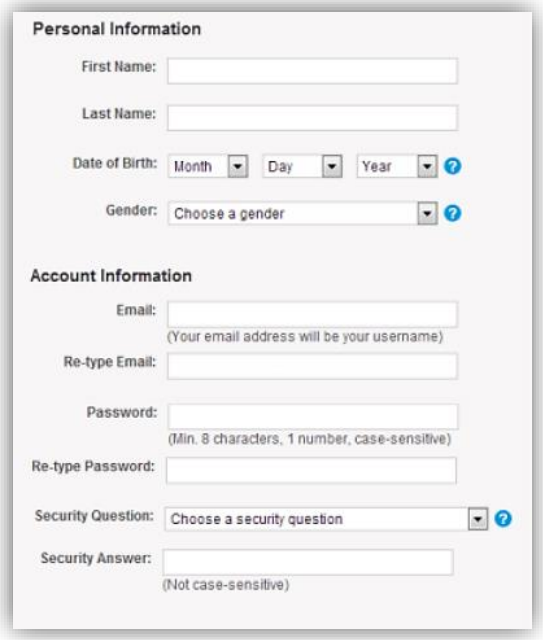 Personal Information
First Name:
Last Name:
Date of Birth: Month Day Year ?
Gender: Choose a gender ?
Account Information
Email:
(Your email address will be your username)
Re-type Email:
Password:
(Min. 8 characters, 1 number, case-sensitive)
Re-type Password:
Security Question: Choose a security question ?
Security Answer:
(Not case-sensitive)